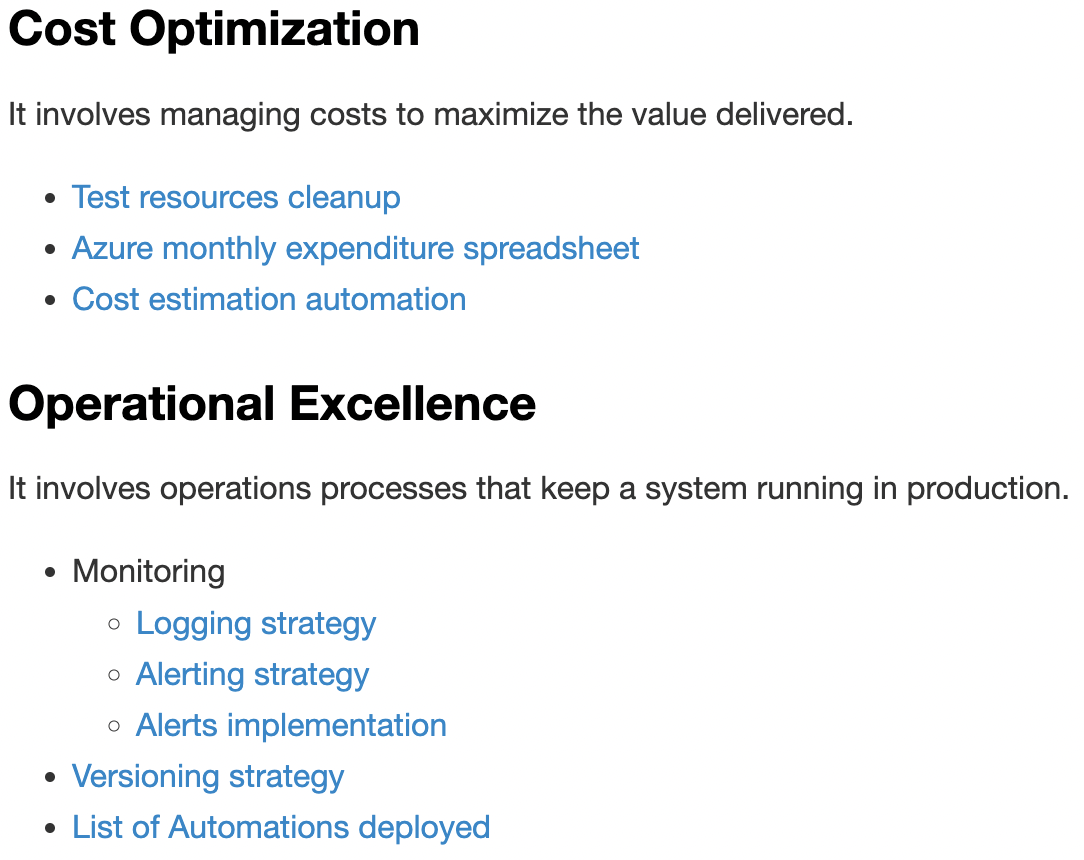 Cost Optimization
It involves managing costs to maximize the value delivered.
Test resources cleanup
Azure monthly expenditure spreadsheet
Cost estimation automation
Operational Excellence
It involves operations processes that keep a system running in production.
Monitoring
Logging strategy
Alerting strategy
Alerts implementation
Versioning strategy
List of Automations deployed